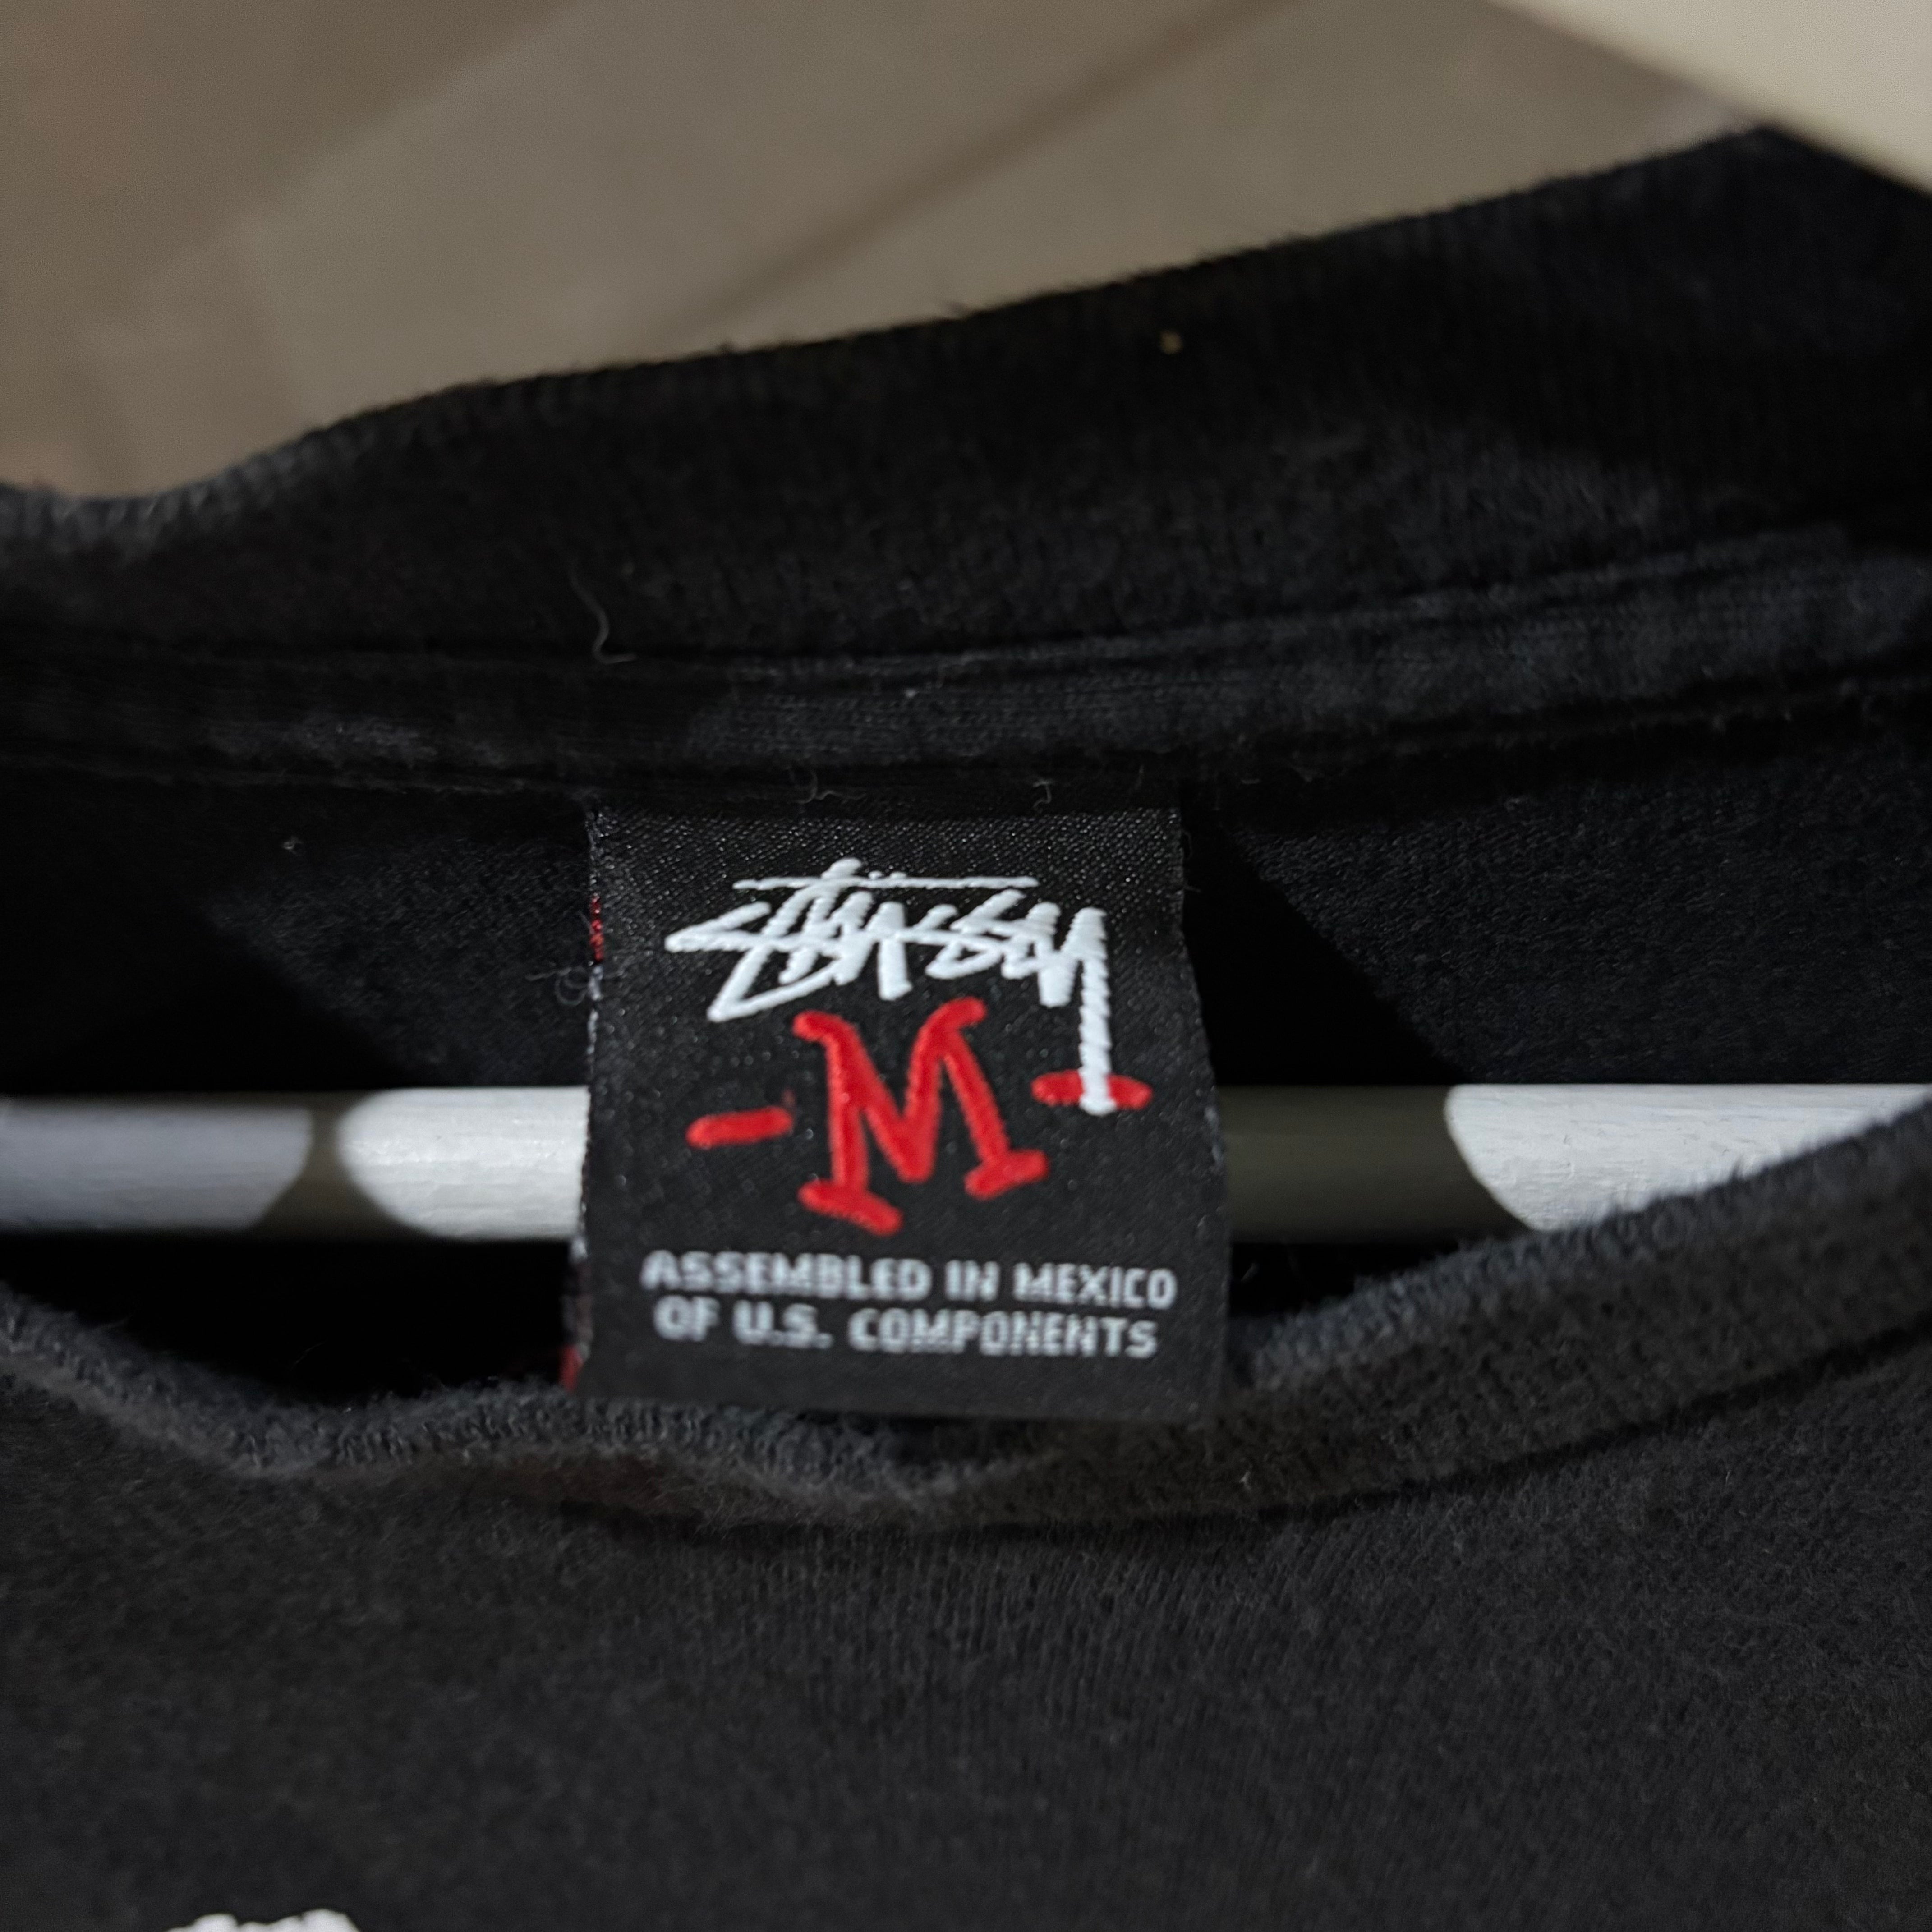 Stüssy
-M-
ASSEMBLED IN MEXICO
OF U.S. COMPONENTS